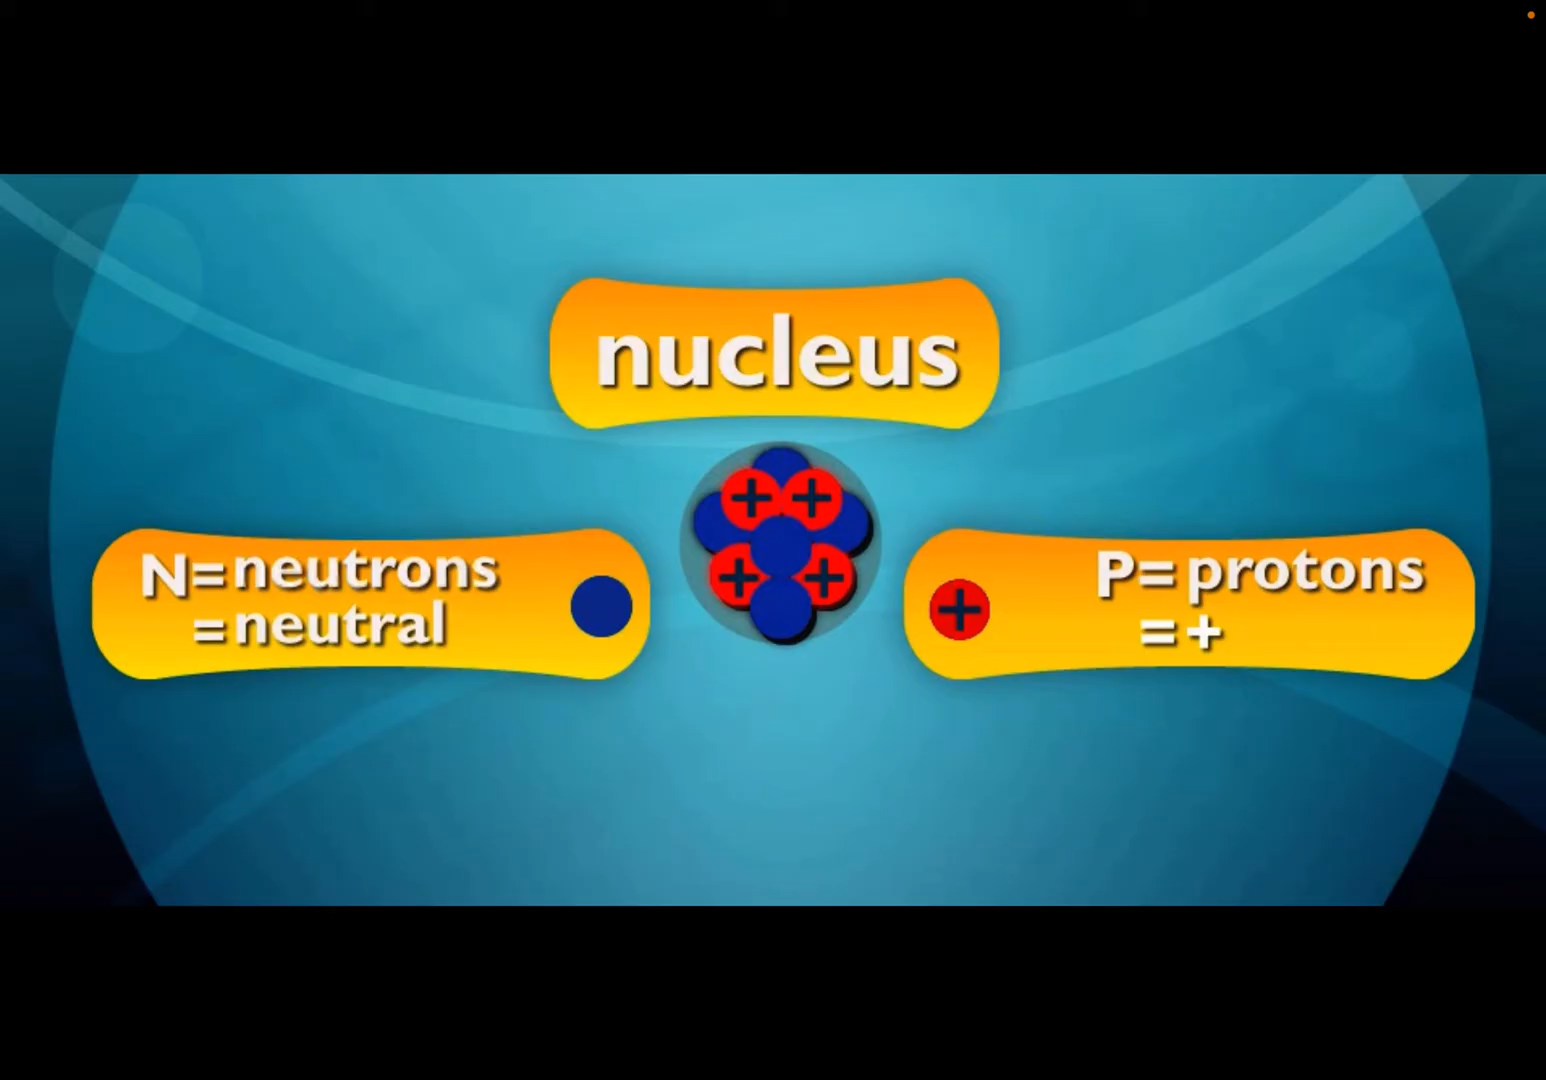 nucleus
N=neutrons
=neutral
P=protons
=+
+ +
+ +
+